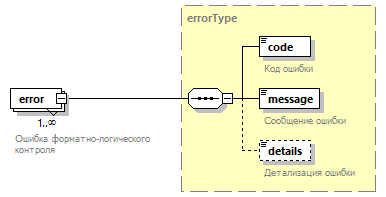 errorType
code
Код ошибки
error
1..∞
Ошибка форматно-логического
контроля
message
Сообщение ошибки
details
Детализация ошибки